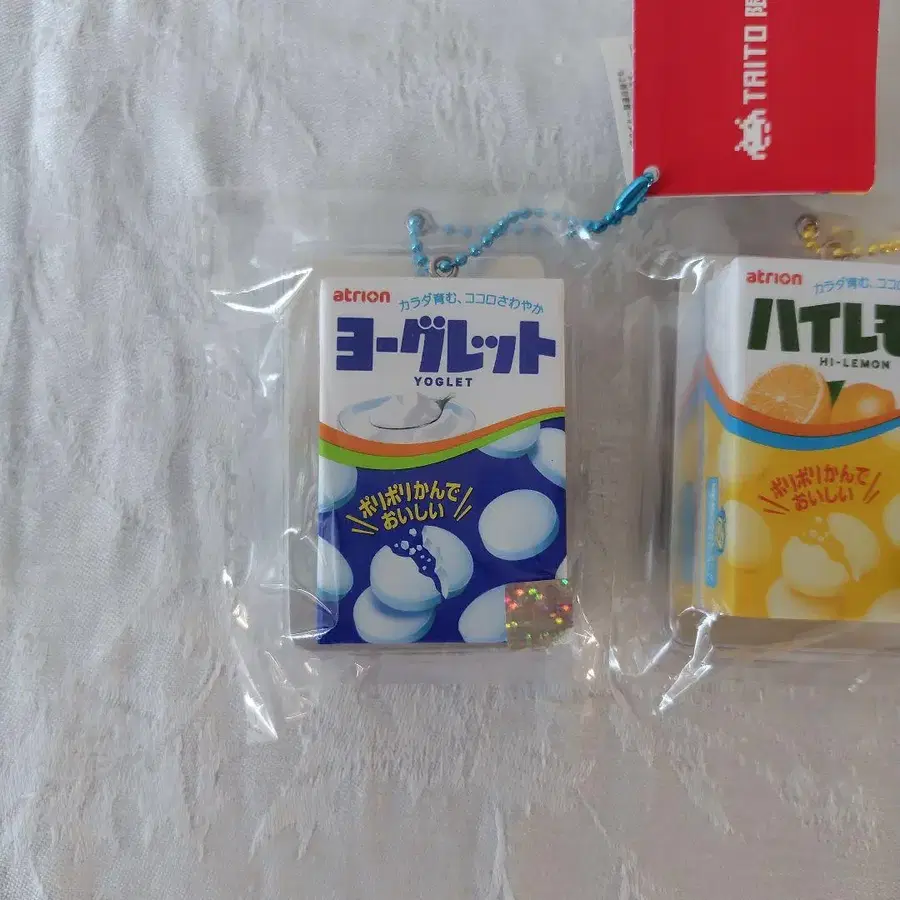 TAITO 限
atrion
カラダ育む、ココロさわやか
ヨーグレット
YOGLET
ポリポリかんで
おいしい
atrion
カラダ育む、ココ
ハイレモ
HI-LEMON
ポリポリかんで
おいしい